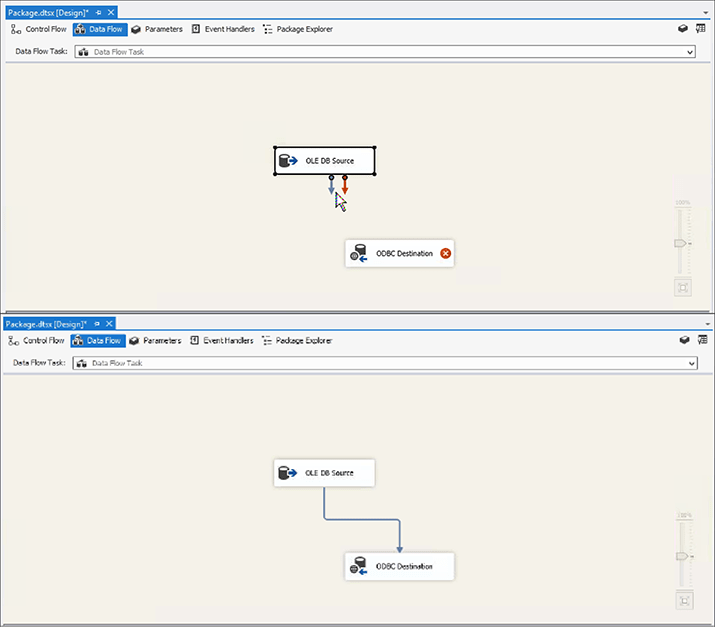 Package.dtsx [Design]*
Control Flow Data Flow Parameters Event Handlers Package Explorer
Data Flow Task: Data Flow Task
OLE DB Source
100%
ODBC Destination
Package.dtsx [Design]*
Control Flow Data Flow Parameters Event Handlers Package Explorer
Data Flow Task: Data Flow Task
OLE DB Source
100%
ODBC Destination